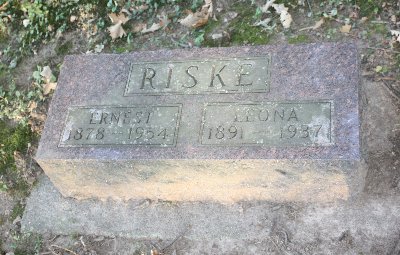 RISKE
ERNEST LEONA
1878 — 1954 1891 — 1937